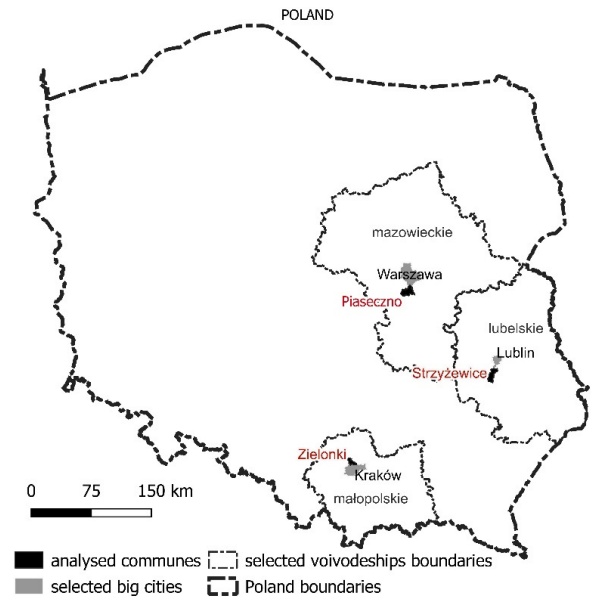 POLAND
mazowieckie
Warszawa
Piaseczno
lubelskie
Lublin
Strzyżewice
Zielonki
Kraków
małopolskie
0 75 150 km
analysed communes selected voivodeships boundaries
selected big cities Poland boundaries